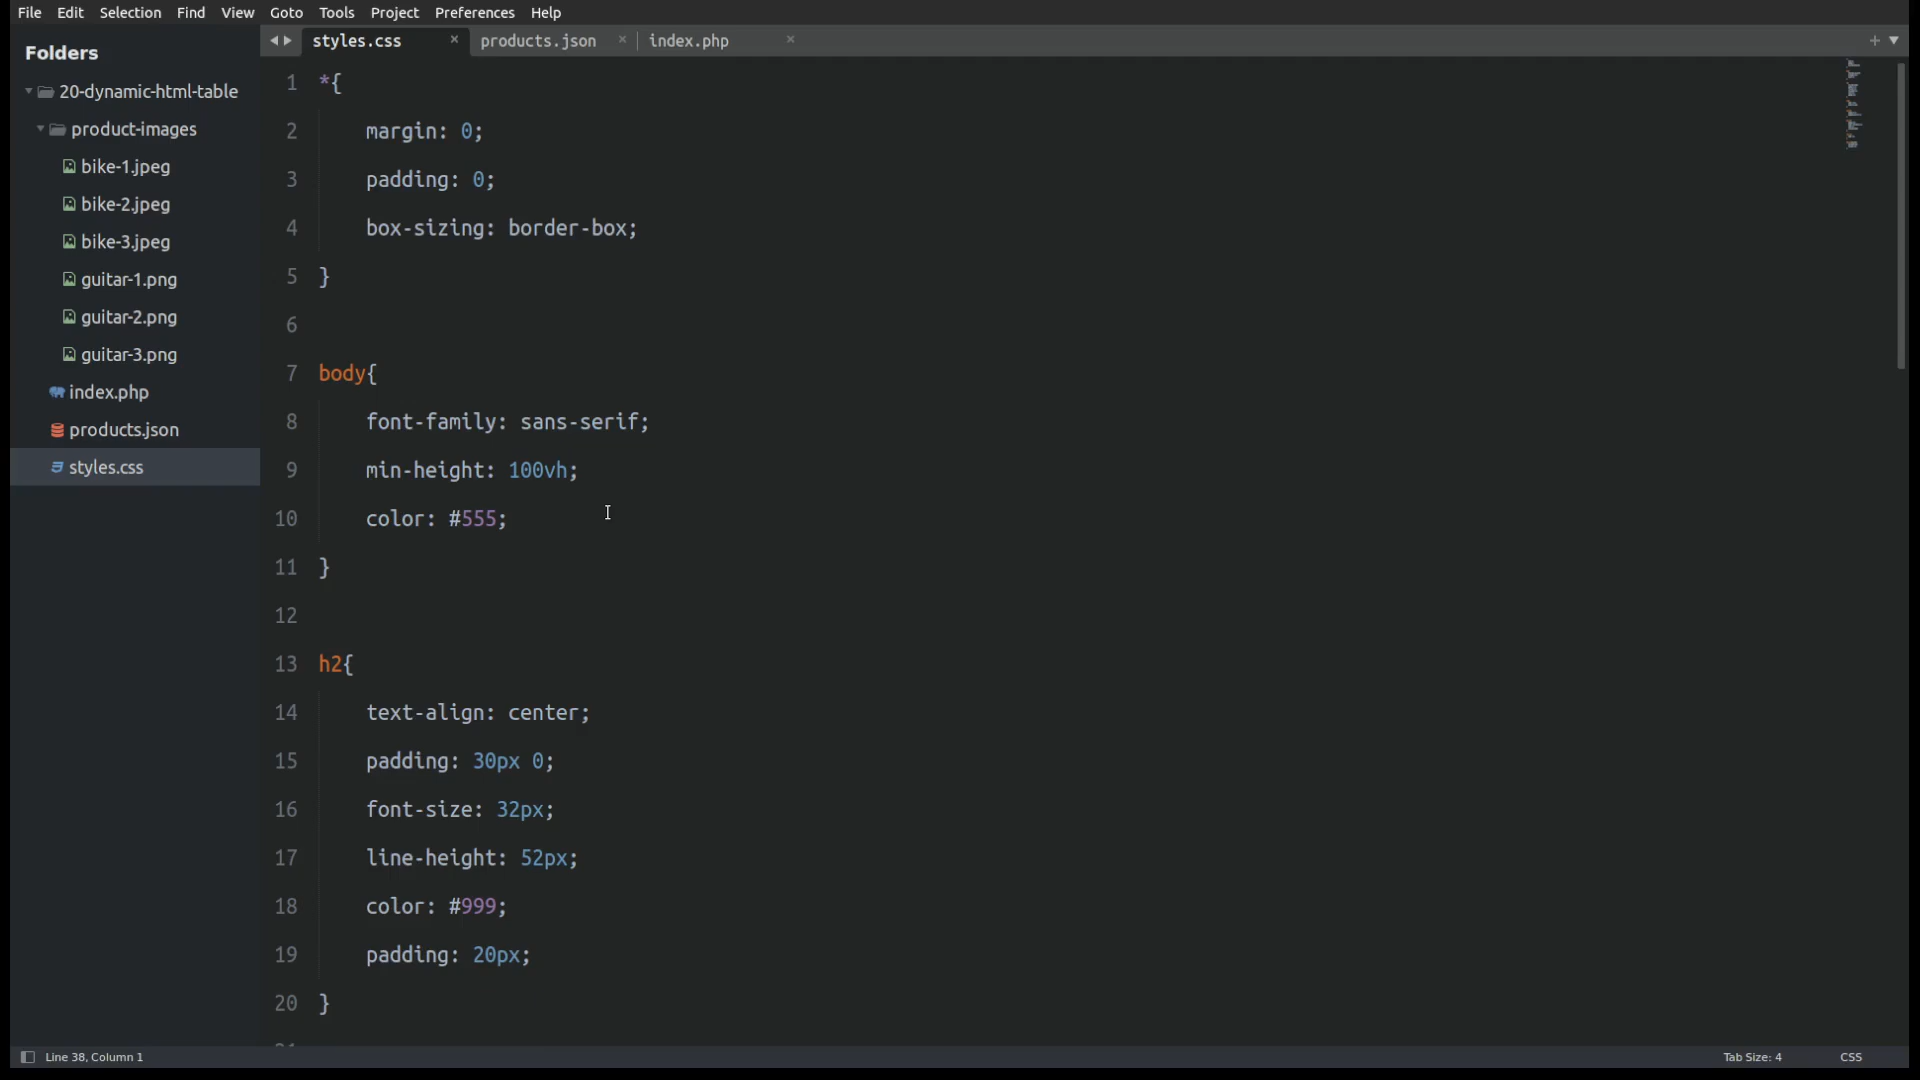 File Edit Selection Find View Goto Tools Project Preferences Help
Folders
20-dynamic-html-table
product-images
bike-1.jpeg
bike-2.jpeg
bike-3.jpeg
guitar-1.png
guitar-2.png
guitar-3.png
index.php
products.json
styles.css
styles.css × products.json × index.php ×
1 *{
2 margin: 0;
3 padding: 0;
4 box-sizing: border-box;
5 }
6
7 body{
8 font-family: sans-serif;
9 min-height: 100vh;
10 color: #555;
11 }
12
13 h2{
14 text-align: center;
15 padding: 30px 0;
16 font-size: 32px;
17 line-height: 52px;
18 color: #999;
19 padding: 20px;
20 }
Line 38, Column 1 Tab Size: 4 CSS